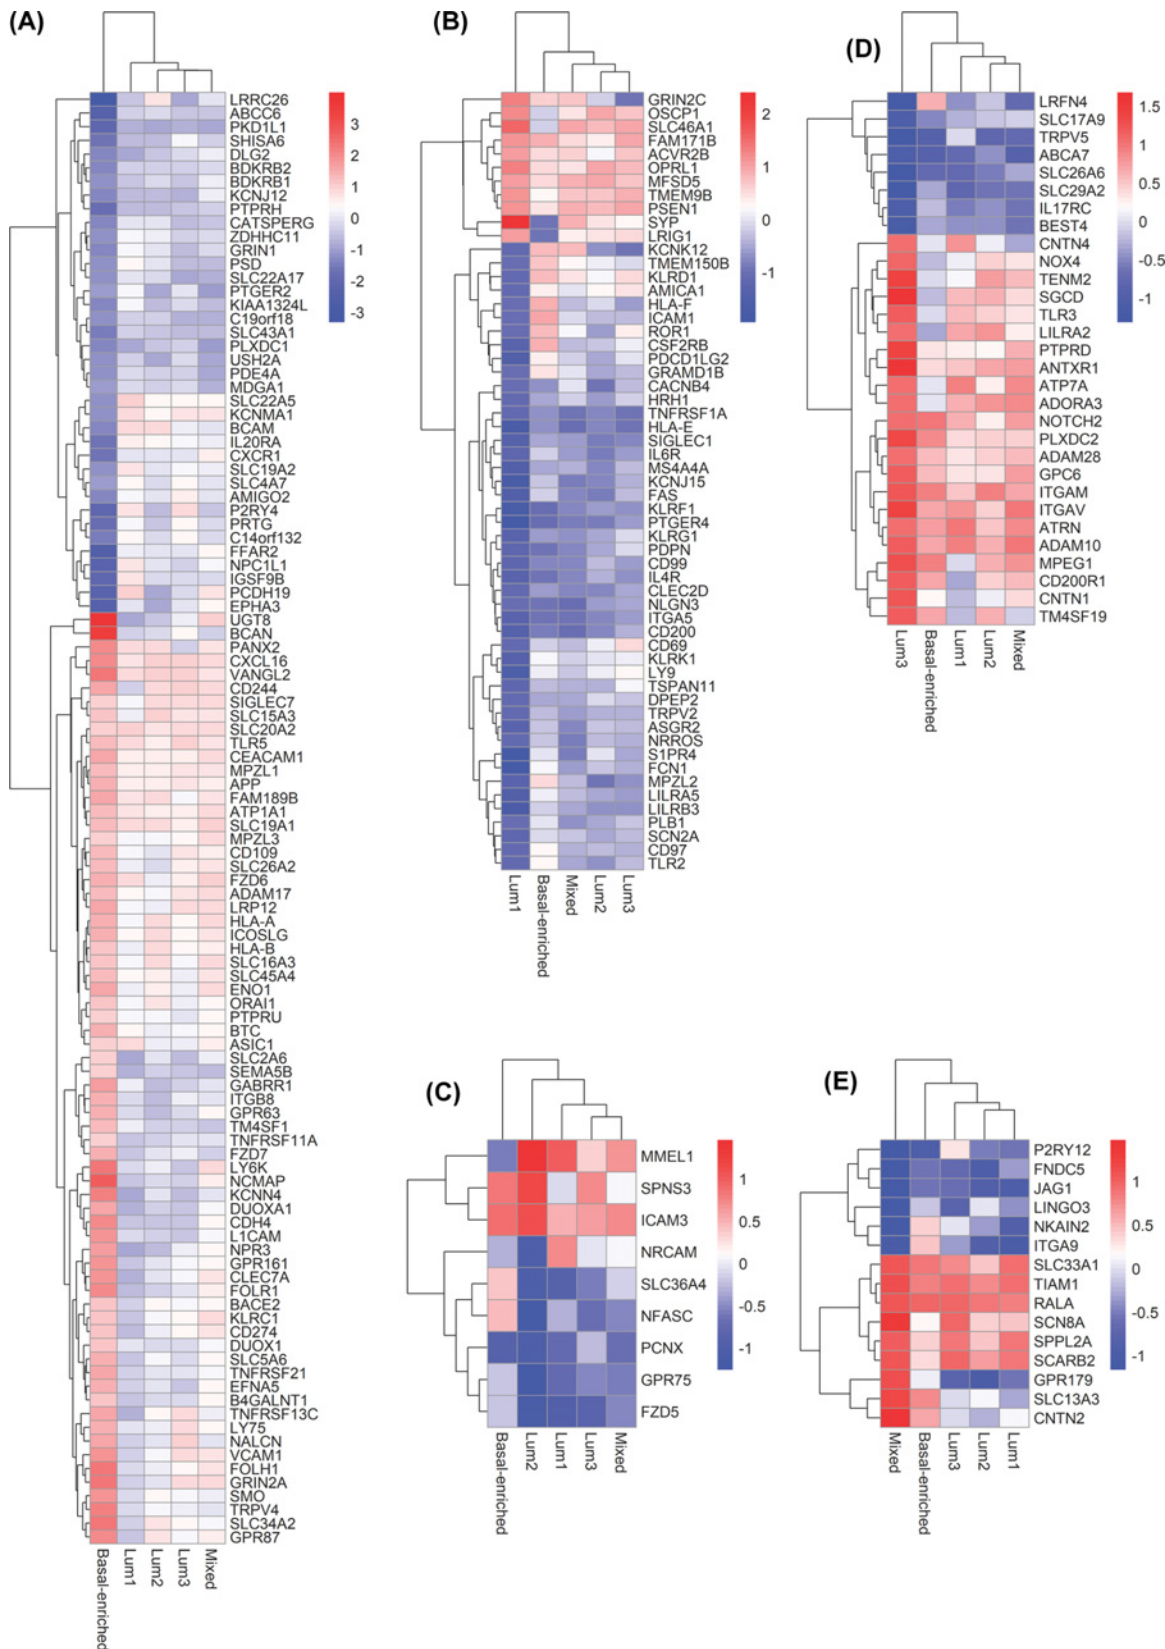 (A)
LRRC26
ABCC6
PKD1L1
SHISA6
DLG2
BDKRB2
BDKRB1
KCNJ12
PTPRH
CATSPERG
ZDHHC11
GRIN1
PSD
SLC22A17
PTGER2
KIAA1324L
C19orf18
SLC43A1
PLXDC1
USH2A
PDE4A
MDGA1
SLC22A5
KCNMA1
BCAM
IL20RA
CXCR1
SLC19A2
SLC4A7
AMIGO2
P2RY4
PRTG
C14orf132
FFAR2
NPC1L1
IGSF9B
PCDH19
EPHA3
UGT8
BCAN
PANX2
CXCL16
VANGL2
CD244
SIGLEC7
SLC15A3
SLC20A2
TLR5
CEACAM1
MPZL1
APP
FAM189B
ATP1A1
SLC19A1
MPZL3
CD109
SLC26A2
FZD6
ADAM17
LRP12
HLA-A
ICOSLG
HLA-B
SLC16A3
SLC45A4
ENO1
ORAI1
PTPRU
BTC
ASIC1
SLC2A6
SEMA5B
GABRR1
ITGB8
GPR63
TM4SF1
TNFRSF11A
FZD7
LY6K
NCMAP
KCNN4
DUOXA1
CDH4
L1CAM
NPR3
GPR161
CLEC7A
FOLR1
BACE2
KLRC1
CD274
DUOX1
SLC5A6
TNFRSF21
EFNA5
B4GALNT1
TNFRSF13C
LY75
NALCN
VCAM1
FOLH1
GRIN2A
SMO
TRPV4
SLC34A2
GPR87
Basal-enriched
Lum1
Lum2
Lum3
Mixed
3
2
1
0
-1
-2
-3
(B)
GRIN2C
OSCP1
SLC46A1
FAM171B
ACVR2B
OPRL1
MFSD5
TMEM9B
PSEN1
SYP
LRIG1
KCNK12
TMEM150B
KLRD1
AMICA1
HLA-F
ICAM1
ROR1
CSF2RB
PDCD1LG2
GRAMD1B
CACNB4
HRH1
TNFRSF1A
HLA-E
SIGLEC1
IL6R
MS4A4A
KCNJ15
FAS
KLRF1
PTGER4
KLRG1
PDPN
CD99
IL4R
CLEC2D
NLGN3
ITGA5
CD200
CD69
KLRK1
LY9
TSPAN11
DPEP2
TRPV2
ASGR2
NRROS
S1PR4
FCN1
MPZL2
LILRA5
LILRB3
PLB1
SCN2A
CD97
TLR2
Lum1
Basal-enriched
Mixed
Lum2
Lum3
2
1
0
-1
(C)
MMEL1
SPNS3
ICAM3
NRCAM
SLC36A4
NFASC
PCNX
GPR75
FZD5
Basal-enriched
Lum2
Lum1
Lum3
Mixed
1
0.5
0
-0.5
-1
(D)
LRFN4
SLC17A9
TRPV5
ABCA7
SLC26A6
SLC29A2
IL17RC
BEST4
CNTN4
NOX4
TENM2
SGCD
TLR3
LILRA2
PTPRD
ANTXR1
ATP7A
ADORA3
NOTCH2
PLXDC2
ADAM28
GPC6
ITGAM
ITGAV
ATRN
ADAM10
MPEG1
CD200R1
CNTN1
TM4SF19
Lum3
Basal-enriched
Lum1
Lum2
Mixed
1.5
1
0.5
0
-0.5
-1
(E)
P2RY12
FNDC5
JAG1
LINGO3
NKAIN2
ITGA9
SLC33A1
TIAM1
RALA
SCN8A
SPPL2A
SCARB2
GPR179
SLC13A3
CNTN2
Mixed
Basal-enriched
Lum3
Lum2
Lum1
1
0.5
0
-0.5
-1